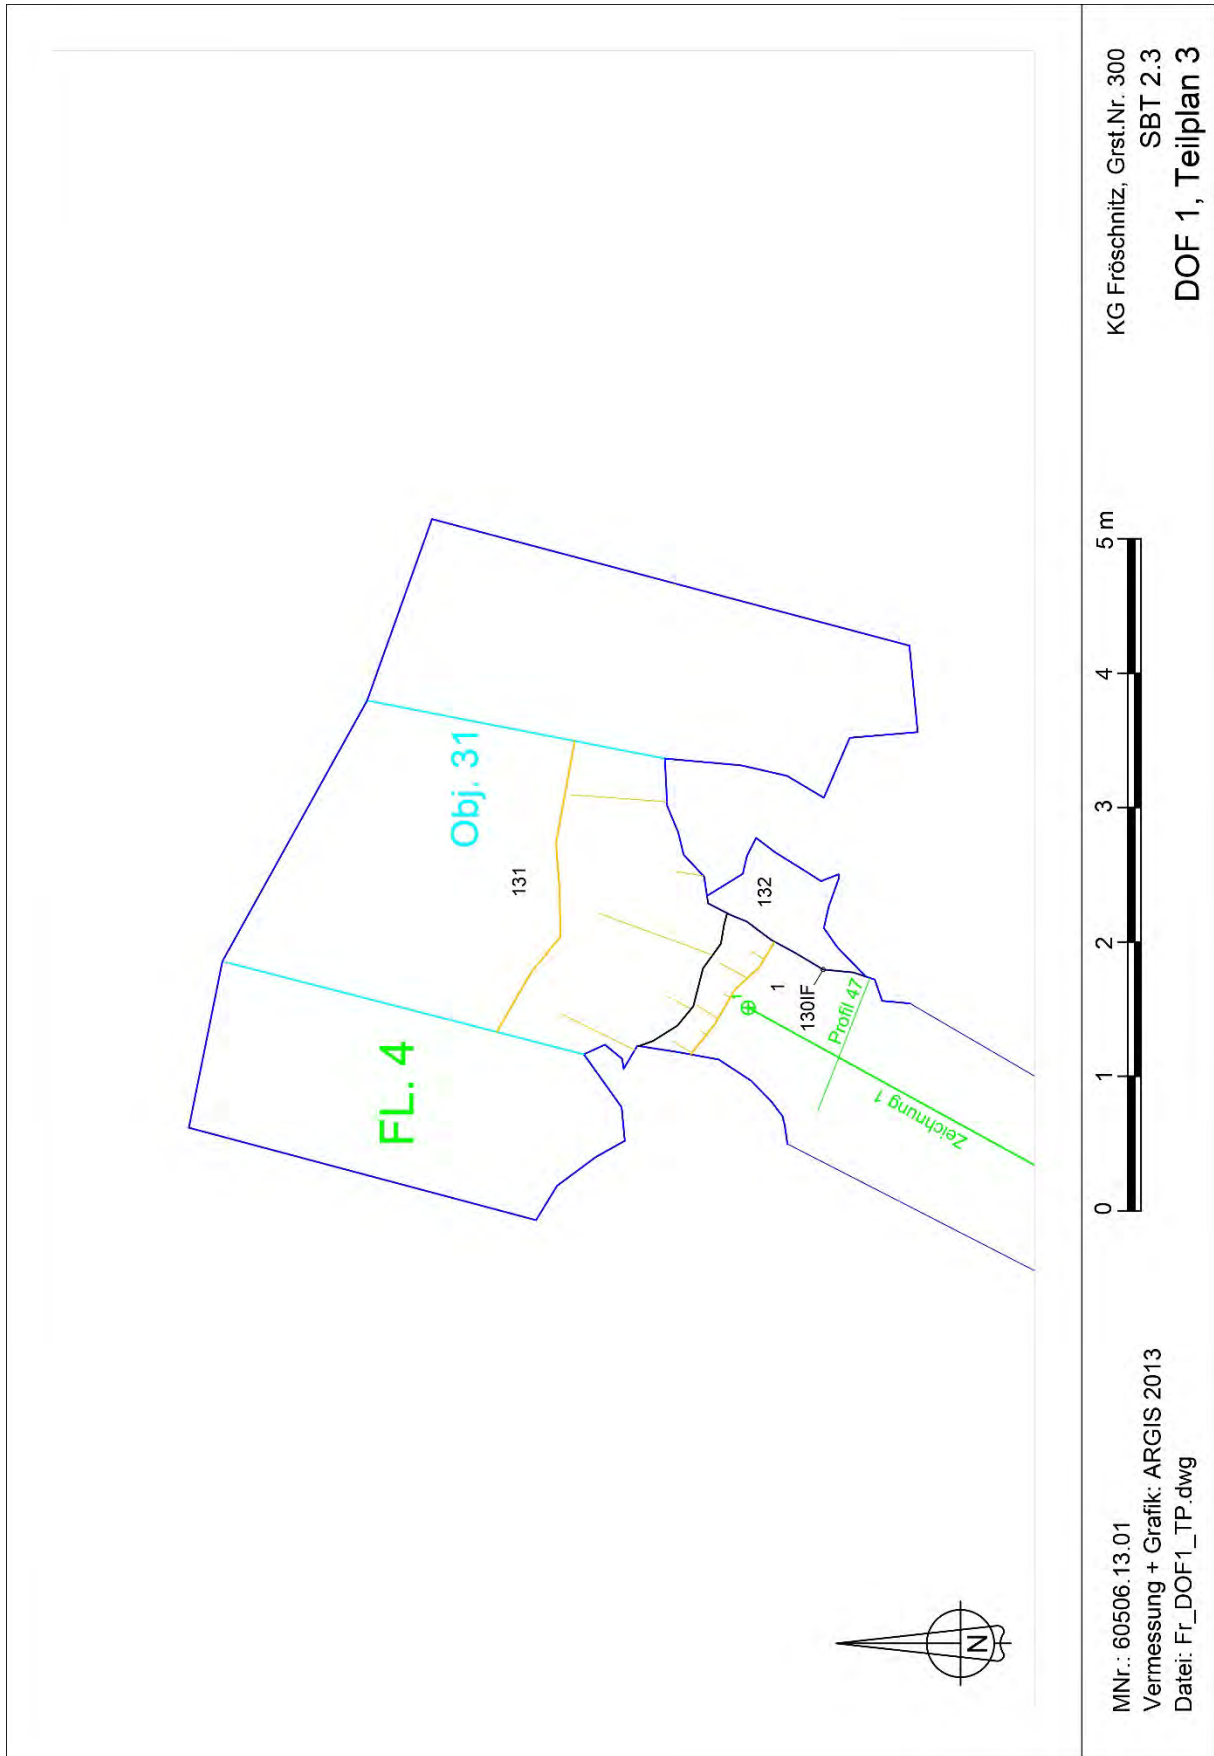 FL. 4
Obj. 31
131
132
1
1
130IF
Profil 47
Zeichnung 1
N
0 1 2 3 4 5 m
MNr.: 60506.13.01
Vermessung + Grafik: ARGIS 2013
Datei: Fr_DOF1_TP.dwg
KG Fröschnitz, Grst.Nr. 300
SBT 2.3
DOF 1, Teilplan 3